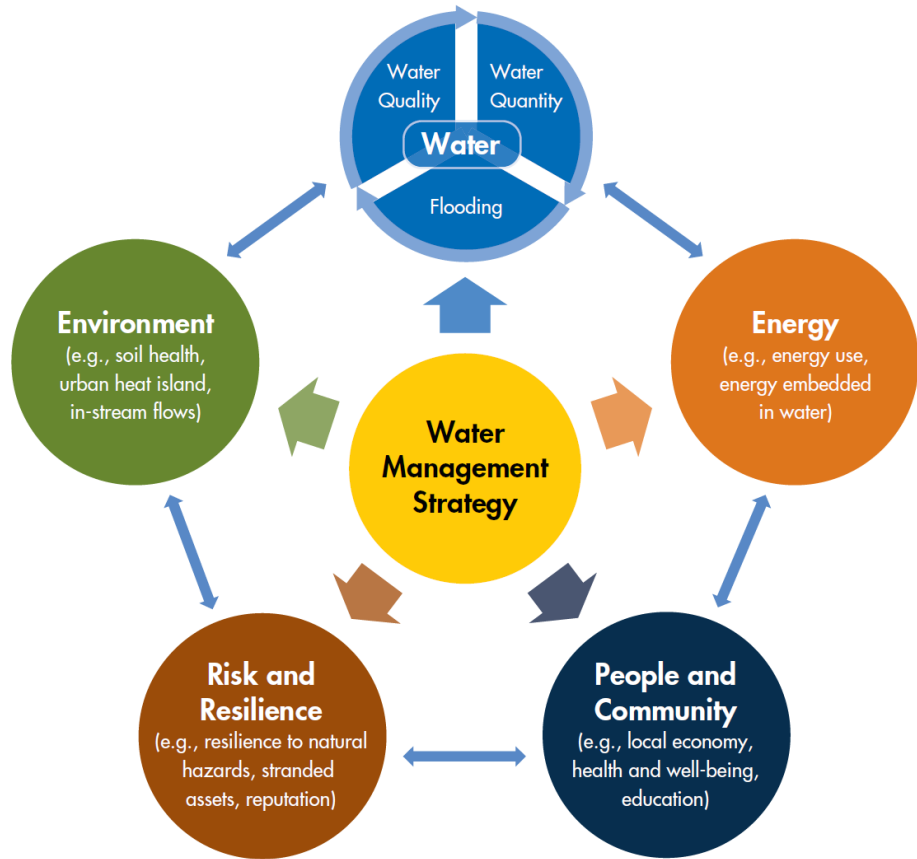 Water
Quality
Water
Quantity
Water
Flooding
Environment
(e.g., soil health,
urban heat island,
in-stream flows)
Energy
(e.g., energy use,
energy embedded
in water)
Water
Management
Strategy
Risk and
Resilience
(e.g., resilience to natural
hazards, stranded
assets, reputation)
People and
Community
(e.g., local economy,
health and well-being,
education)